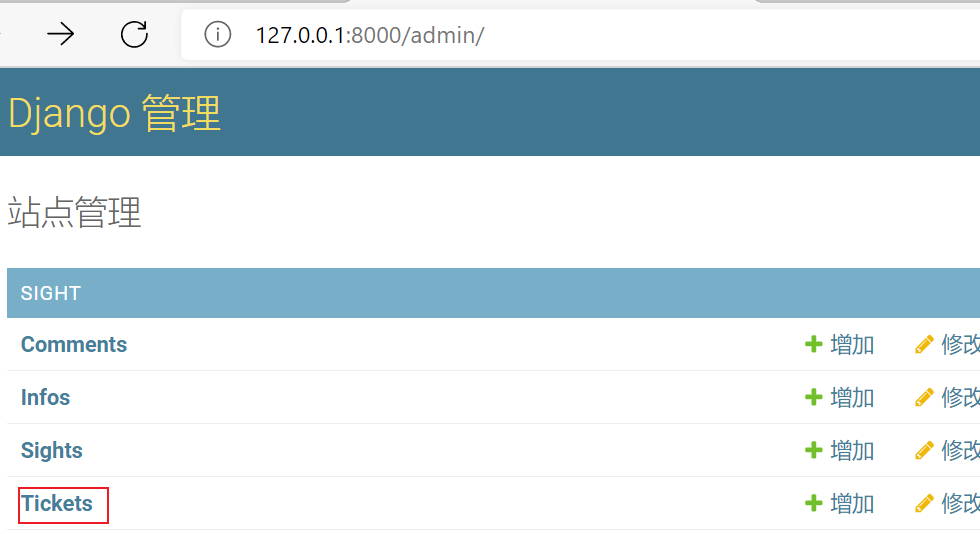 127.0.0.1:8000/admin/
Django 管理
站点管理
SIGHT
Comments 增加 修改
Infos 增加 修改
Sights 增加 修改
Tickets 增加 修改